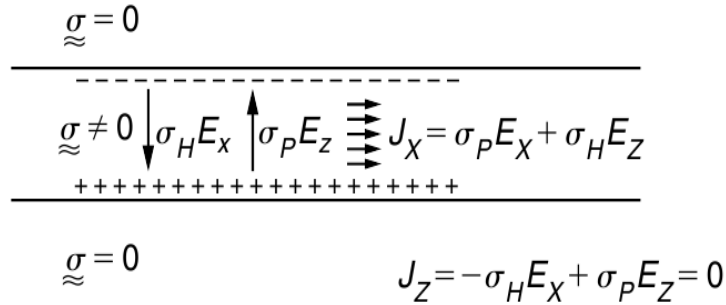 σ = 0
≈
– – – – – – – – – – – – – – – – – – – –
σ ≠ 0 σ_H E_x σ_P E_z J_X = σ_P E_X + σ_H E_Z
≈
+ + + + + + + + + + + + + + + + + + + +
σ = 0
≈
J_Z = −σ_H E_X + σ_P E_Z = 0